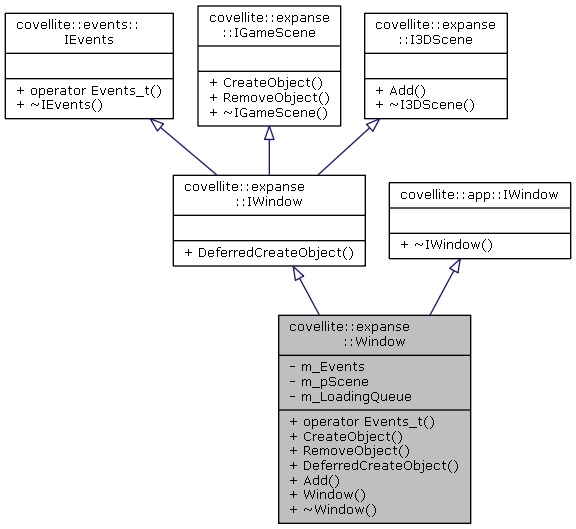 covellite::events::
IEvents
+ operator Events_t()
+ ~IEvents()
covellite::expanse
::IGameScene
+ CreateObject()
+ RemoveObject()
+ ~IGameScene()
covellite::expanse
::I3DScene
+ Add()
+ ~I3DScene()
covellite::expanse
::IWindow
+ DeferredCreateObject()
covellite::app::IWindow
+ ~IWindow()
covellite::expanse
::Window
- m_Events
- m_pScene
- m_LoadingQueue
+ operator Events_t()
+ CreateObject()
+ RemoveObject()
+ DeferredCreateObject()
+ Add()
+ Window()
+ ~Window()